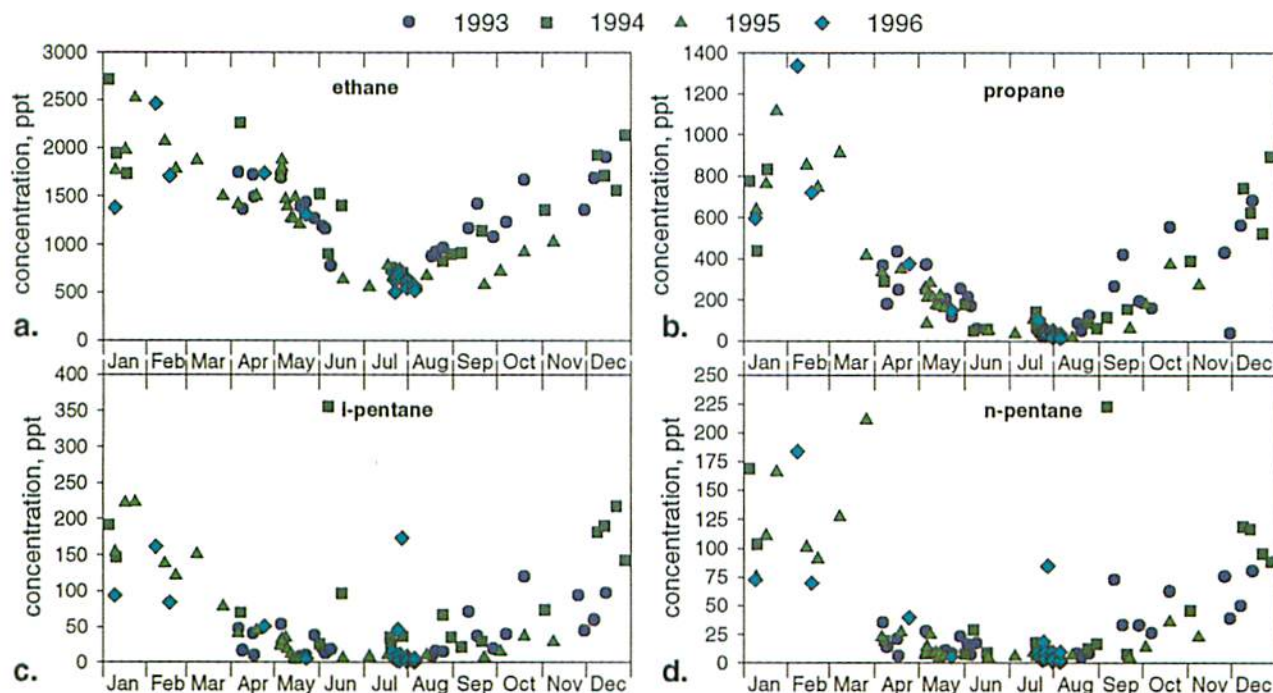 1993 1994 1995 1996
ethane
concentration, ppt
3000
2500
2000
1500
1000
500
0
a.
Jan Feb Mar Apr May Jun Jul Aug Sep Oct Nov Dec
propane
concentration, ppt
1400
1200
1000
800
600
400
200
0
b.
Jan Feb Mar Apr May Jun Jul Aug Sep Oct Nov Dec
I-pentane
concentration, ppt
400
350
300
250
200
150
100
50
0
c.
Jan Feb Mar Apr May Jun Jul Aug Sep Oct Nov Dec
n-pentane
concentration, ppt
250
225
200
175
150
125
100
75
50
25
0
d.
Jan Feb Mar Apr May Jun Jul Aug Sep Oct Nov Dec